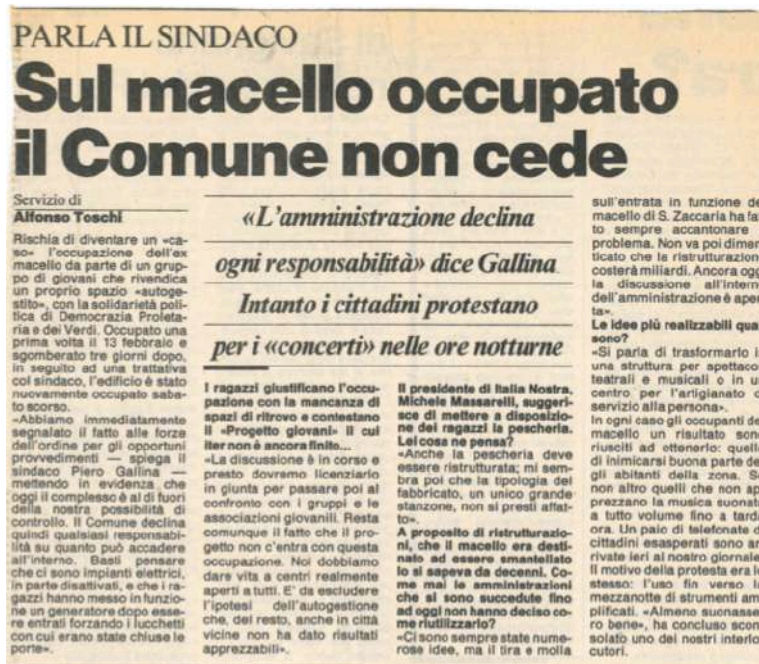 PARLA IL SINDACO
Sul macello occupato
il Comune non cede
Servizio di
Alfonso Toschi
Rischia di diventare un «ca-
so» l'occupazione dell'ex
macello da parte di un grup-
po di giovani che rivendica
un proprio spazio «autoge-
stito», con la solidarietà poli-
tica di Democrazia Proleta-
ria e dei Verdi. Occupato una
prima volta il 13 febbraio e
sgomberato tre giorni dopo,
in seguito ad una trattativa
col sindaco, l'edificio è stato
nuovamente occupato saba-
to scorso.
«Abbiamo immediatamente
segnalato il fatto alle forze
dell'ordine per gli opportuni
provvedimenti — spiega il
sindaco Piero Gallina —
mettendo in evidenza che
oggi il complesso è al di fuori
della nostra possibilità di
controllo. Il Comune declina
quindi qualsiasi responsabi-
lità su quanto può accadere
all'interno. Basti pensare
che ci sono impianti elettrici,
in parte disattivati, e che i ra-
gazzi hanno messo in funzio-
ne un generatore dopo esse-
re entrati forzando i lucchetti
con cui erano state chiuse le
porte».
«L'amministrazione declina
ogni responsabilità» dice Gallina
Intanto i cittadini protestano
per i «concerti» nelle ore notturne
I ragazzi giustificano l'occu-
pazione con la mancanza di
spazi di ritrovo e contestano
il «Progetto giovani» il cui
iter non è ancora finito...
«La discussione è in corso e
presto dovremo licenziarlo
in giunta per passare poi al
confronto con i gruppi e le
associazioni giovanili. Resta
comunque il fatto che il pro-
getto non c'entra con questa
occupazione. Noi dobbiamo
dare vita a centri realmente
aperti a tutti. E' da escludere
l'ipotesi dell'autogestione
che, del resto, anche in città
vicine non ha dato risultati
apprezzabili».
Il presidente di Italia Nostra,
Michele Massarelli, suggeri-
sce di mettere a disposizio-
ne dei ragazzi la pescheria.
Lei cosa ne pensa?
«Anche la pescheria deve
essere ristrutturata; mi sem-
bra poi che la tipologia del
fabbricato, un unico grande
stanzone, non si presti affat-
to».
A proposito di ristrutturazio-
ni, che il macello era desti-
nato ad essere smantellato
lo si sapeva da decenni. Co-
me mai le amministrazioni
che si sono succedute fino
ad oggi non hanno deciso co-
me riutilizzarlo?
«Ci sono sempre state nume-
rose idee, ma il tira e molla
sull'entrata in funzione de
macello di S. Zaccaria ha fat
to sempre accantonare
problema. Non va poi diment
ticato che la ristrutturazion
costerà miliardi. Ancora ogg
la discussione all'intern
dell'amministrazione è aper
ta».
Le idee più realizzabili qua
sono?
«Si parla di trasformarlo i
una struttura per spettacol
teatrali e musicali o in u
centro per l'artigianato d
servizio alla persona».
In ogni caso gli occupanti de
macello un risultato son
riusciti ad ottenerlo: quell
di inimicarsi buona parte de
gli abitanti della zona. S
non altro quelli che non ap
prezzano la musica suonat
a tutto volume fino a tard
ora. Un paio di telefonate d
cittadini esasperati sono ar
rivate ieri al nostro giornale
Il motivo della protesta era l
stesso: l'uso fin verso l
mezzanotte di strumenti am
plificati. «Almeno suonasse
ro bene», ha concluso scon
solato uno dei nostri interlo
cutori.